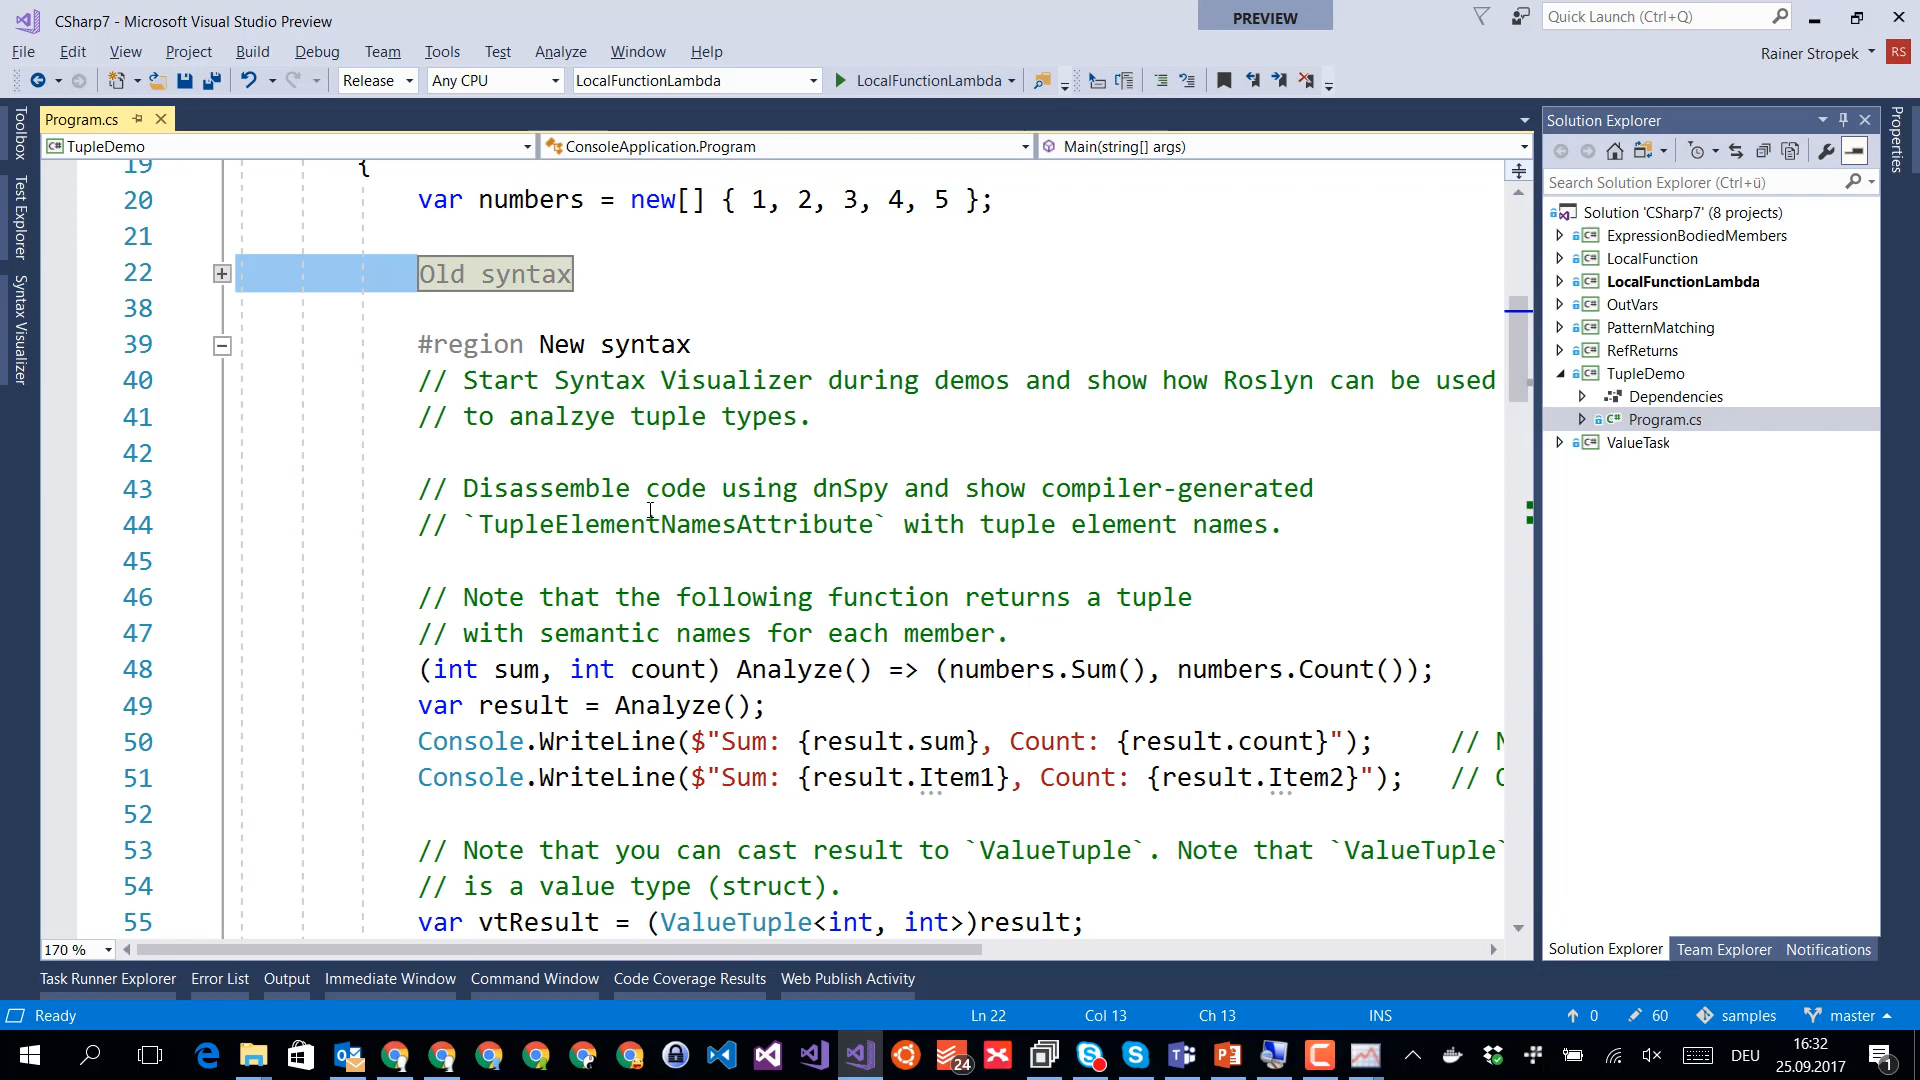 CSharp7 - Microsoft Visual Studio Preview
PREVIEW
Quick Launch (Ctrl+Q)
File Edit View Project Build Debug Team Tools Test Analyze Window Help
Rainer Stropek RS
Release Any CPU LocalFunctionLambda LocalFunctionLambda
Toolbox
Test Explorer
Syntax Visualizer
Program.cs
TupleDemo ConsoleApplication.Program Main(string[] args)
19 {
20 var numbers = new[] { 1, 2, 3, 4, 5 };
21
22 Old syntax
38
39 #region New syntax
40 // Start Syntax Visualizer during demos and show how Roslyn can be used
41 // to analzye tuple types.
42
43 // Disassemble code using dnSpy and show compiler-generated
44 // `TupleElementNamesAttribute` with tuple element names.
45
46 // Note that the following function returns a tuple
47 // with semantic names for each member.
48 (int sum, int count) Analyze() => (numbers.Sum(), numbers.Count());
49 var result = Analyze();
50 Console.WriteLine($"Sum: {result.sum}, Count: {result.count}"); // N
51 Console.WriteLine($"Sum: {result.Item1}, Count: {result.Item2}"); //
52
53 // Note that you can cast result to `ValueTuple`. Note that `ValueTuple`
54 // is a value type (struct).
55 var vtResult = (ValueTuple<int, int>)result;
170 %
Solution Explorer
Search Solution Explorer (Ctrl+ü)
Solution 'CSharp7' (8 projects)
C# ExpressionBodiedMembers
C# LocalFunction
C# LocalFunctionLambda
C# OutVars
C# PatternMatching
C# RefReturns
C# TupleDemo
Dependencies
C# Program.cs
C# ValueTask
Solution Explorer Team Explorer Notifications
Properties
Task Runner Explorer Error List Output Immediate Window Command Window Code Coverage Results Web Publish Activity
Ready Ln 22 Col 13 Ch 13 INS 0 60 samples master
24 DEU 16:32
25.09.2017 1